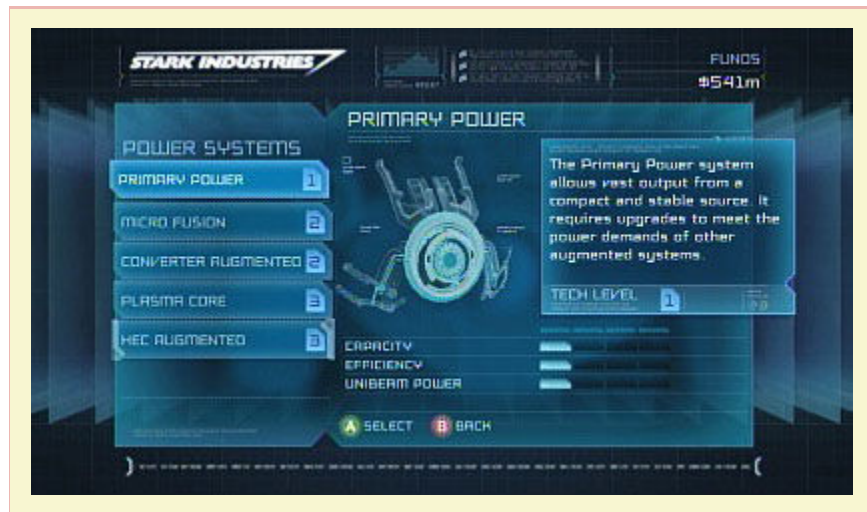 STARK INDUSTRIES
FUNDS
$541m
PRIMARY POWER
POWER SYSTEMS
PRIMARY POWER 1
MICRO FUSION 2
CONVERTER AUGMENTED 2
PLASMA CORE 3
HEC AUGMENTED 3
The Primary Power system
allows vast output from a
compact and stable source. It
requires upgrades to meet the
power demands of other
augmented systems.
TECH LEVEL 1
CAPACITY
EFFICIENCY
UNIBEAM POWER
A SELECT B BACK